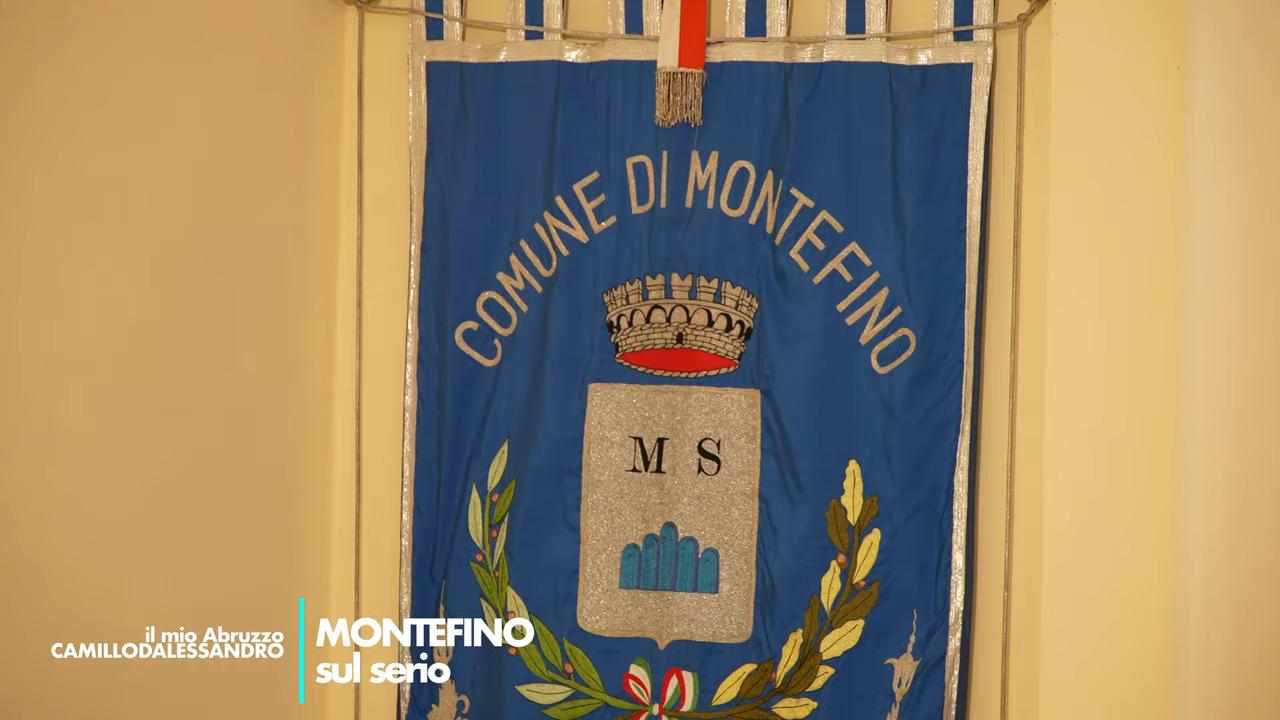 COMUNE DI MONTEFINO
M S
il mio Abruzzo
CAMILLODALESSANDRO
MONTEFINO
sul serio